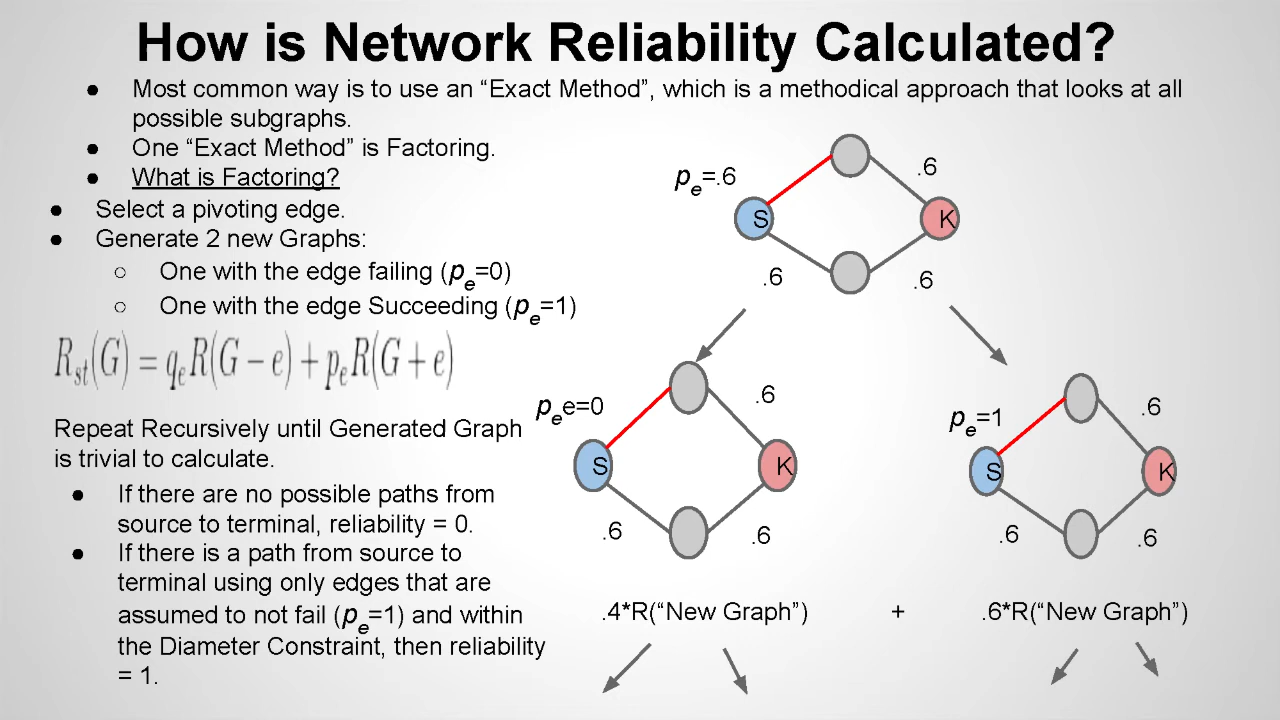 How is Network Reliability Calculated?
● Most common way is to use an “Exact Method”, which is a methodical approach that looks at all
possible subgraphs.
● One “Exact Method” is Factoring.
● What is Factoring?
● Select a pivoting edge.
● Generate 2 new Graphs:
○ One with the edge failing (pe=0)
○ One with the edge Succeeding (pe=1)
Rst(G) = qeR(G − e) + peR(G + e)
Repeat Recursively until Generated Graph
is trivial to calculate.
● If there are no possible paths from
source to terminal, reliability = 0.
● If there is a path from source to
terminal using only edges that are
assumed to not fail (pe=1) and within
the Diameter Constraint, then reliability
= 1.
pe=.6
.6
S
K
.6
.6
pee=0
.6
S
K
.6
.6
pe=1
.6
S
K
.6
.6
.4*R(“New Graph”) + .6*R(“New Graph”)